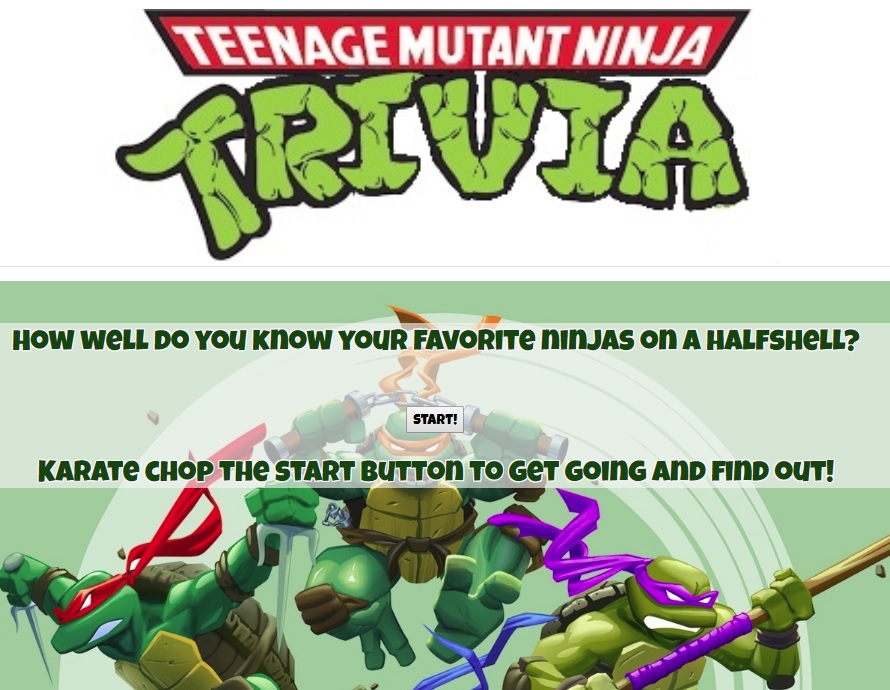 TEENAGE MUTANT NINJA
TRIVIA
How well do you know your favorite ninjas on a halfshell?
START!
Karate chop the start button to get going and find out!